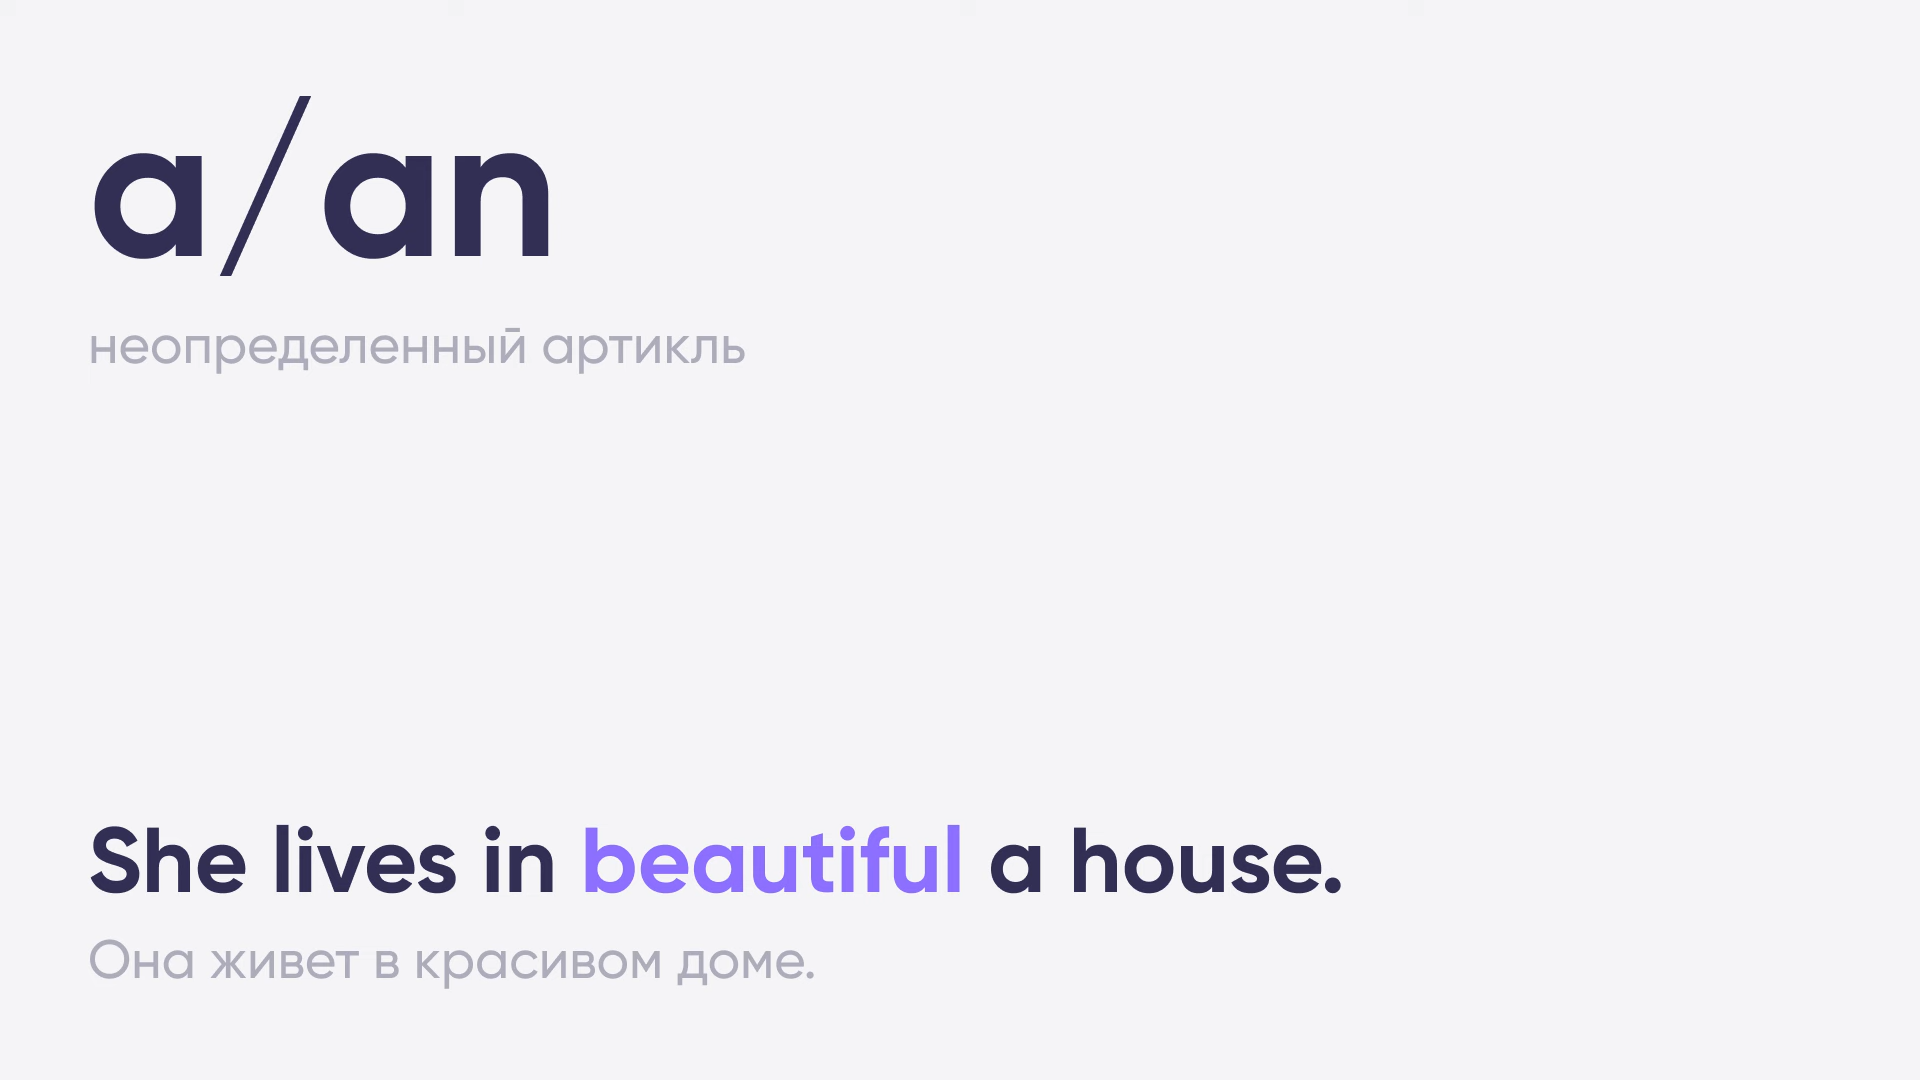 a/an
неопределенный артикль
She lives in beautiful a house.
Она живет в красивом доме.